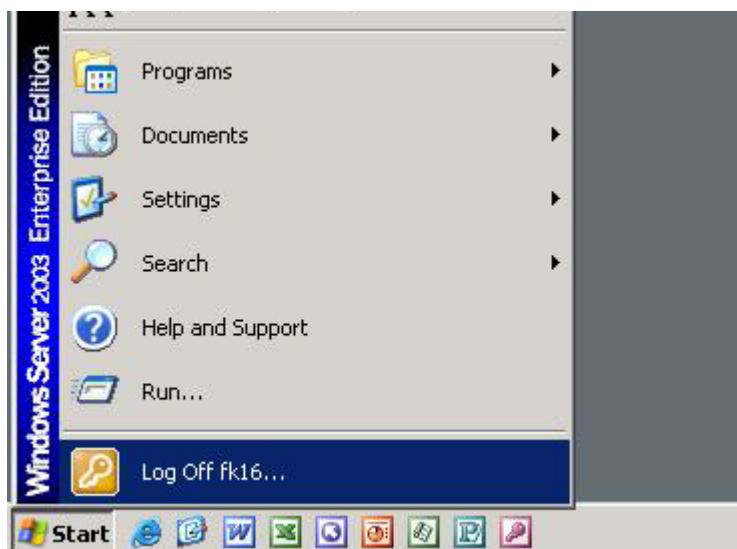 Programs
Documents
Settings
Search
Help and Support
Run...
Log Off fk16...
Windows Server 2003 Enterprise Edition
Start